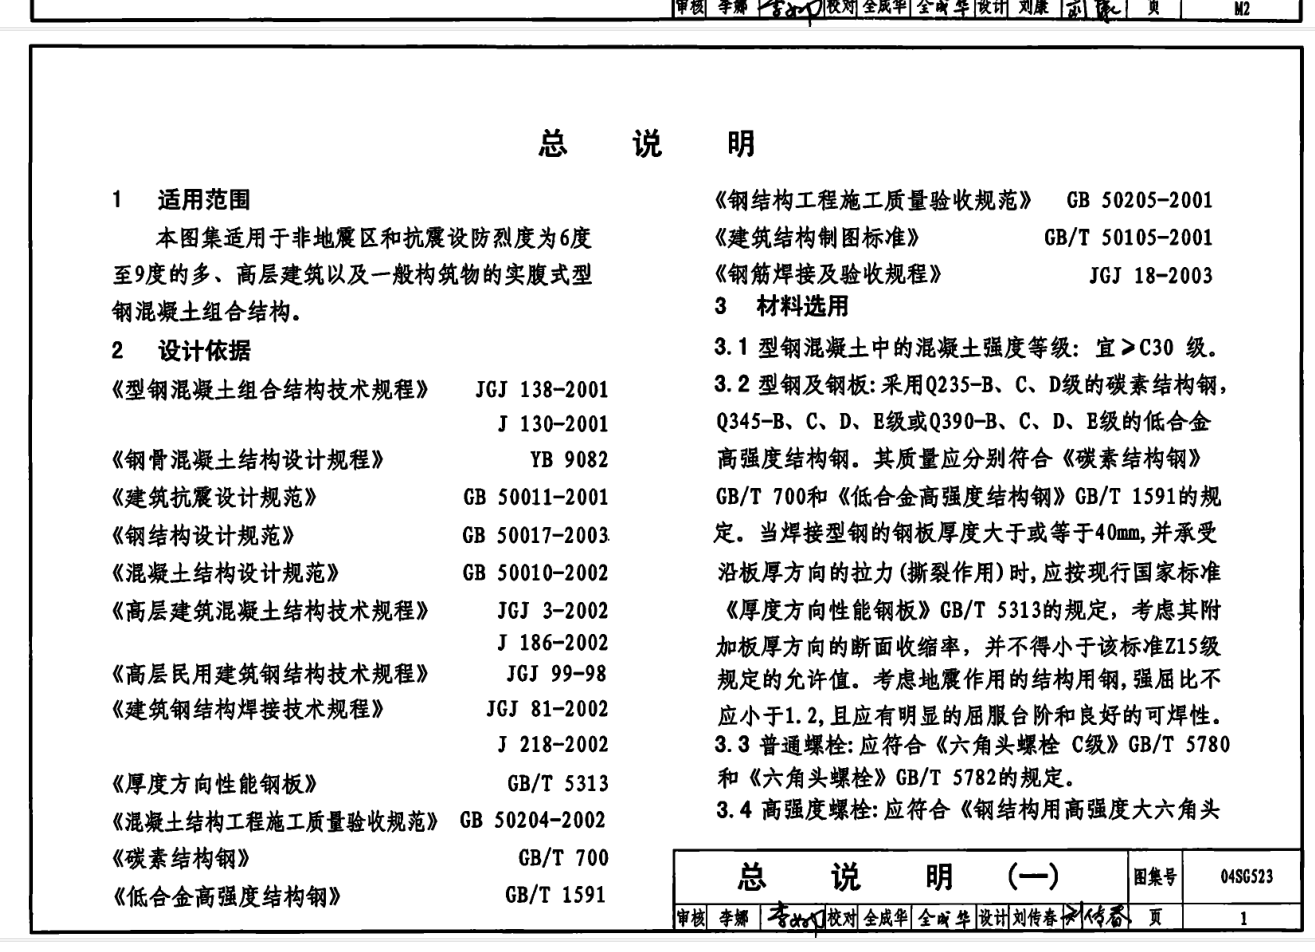 审核 李娜 校对 全成华 全成华 设计 刘康 页 M2
总 说 明
1 适用范围
本图集适用于非地震区和抗震设防烈度为6度
至9度的多、高层建筑以及一般构筑物的实腹式型
钢混凝土组合结构。
2 设计依据
《型钢混凝土组合结构技术规程》 JGJ 138-2001
J 130-2001
《钢骨混凝土结构设计规程》 YB 9082
《建筑抗震设计规范》 GB 50011-2001
《钢结构设计规范》 GB 50017-2003
《混凝土结构设计规范》 GB 50010-2002
《高层建筑混凝土结构技术规程》 JGJ 3-2002
J 186-2002
《高层民用建筑钢结构技术规程》 JGJ 99-98
《建筑钢结构焊接技术规程》 JGJ 81-2002
J 218-2002
《厚度方向性能钢板》 GB/T 5313
《混凝土结构工程施工质量验收规范》 GB 50204-2002
《碳素结构钢》 GB/T 700
《低合金高强度结构钢》 GB/T 1591
《钢结构工程施工质量验收规范》 GB 50205-2001
《建筑结构制图标准》 GB/T 50105-2001
《钢筋焊接及验收规程》 JGJ 18-2003
3 材料选用
3.1 型钢混凝土中的混凝土强度等级: 宜≥C30 级。
3.2 型钢及钢板:采用Q235-B、C、D级的碳素结构钢,
Q345-B、C、D、E级或Q390-B、C、D、E级的低合金
高强度结构钢。其质量应分别符合《碳素结构钢》
GB/T 700和《低合金高强度结构钢》GB/T 1591的规
定。当焊接型钢的钢板厚度大于或等于40mm,并承受
沿板厚方向的拉力(撕裂作用)时,应按现行国家标准
《厚度方向性能钢板》GB/T 5313的规定, 考虑其附
加板厚方向的断面收缩率, 并不得小于该标准Z15级
规定的允许值。考虑地震作用的结构用钢,强屈比不
应小于1.2,且应有明显的屈服台阶和良好的可焊性。
3.3 普通螺栓:应符合《六角头螺栓 C级》GB/T 5780
和《六角头螺栓》GB/T 5782的规定。
3.4 高强度螺栓:应符合《钢结构用高强度大六角头
总 说 明 (一) 图集号 04SG523
审核 李娜 校对 全成华 全成华 设计 刘传春 刘传春 页 1